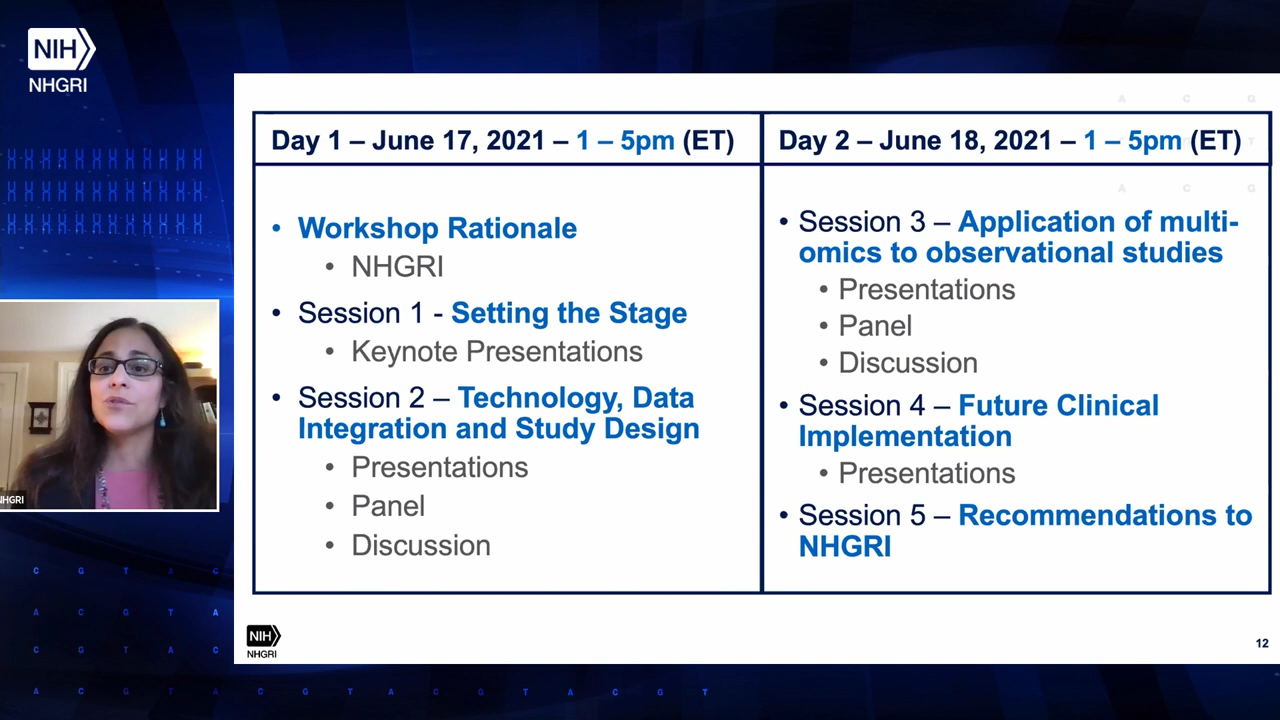 NIH
NHGRI
Day 1 – June 17, 2021 – 1 – 5pm (ET)
• Workshop Rationale
• NHGRI
• Session 1 - Setting the Stage
• Keynote Presentations
• Session 2 – Technology, Data
Integration and Study Design
• Presentations
• Panel
• Discussion
Day 2 – June 18, 2021 – 1 – 5pm (ET)
• Session 3 – Application of multi-
omics to observational studies
• Presentations
• Panel
• Discussion
• Session 4 – Future Clinical
Implementation
• Presentations
• Session 5 – Recommendations to
NHGRI
NIH
NHGRI
12
NHGRI
A C G
A C G
C G T A C
A C G T A
C G T A C
A C G T A C G T A C G T A C G T